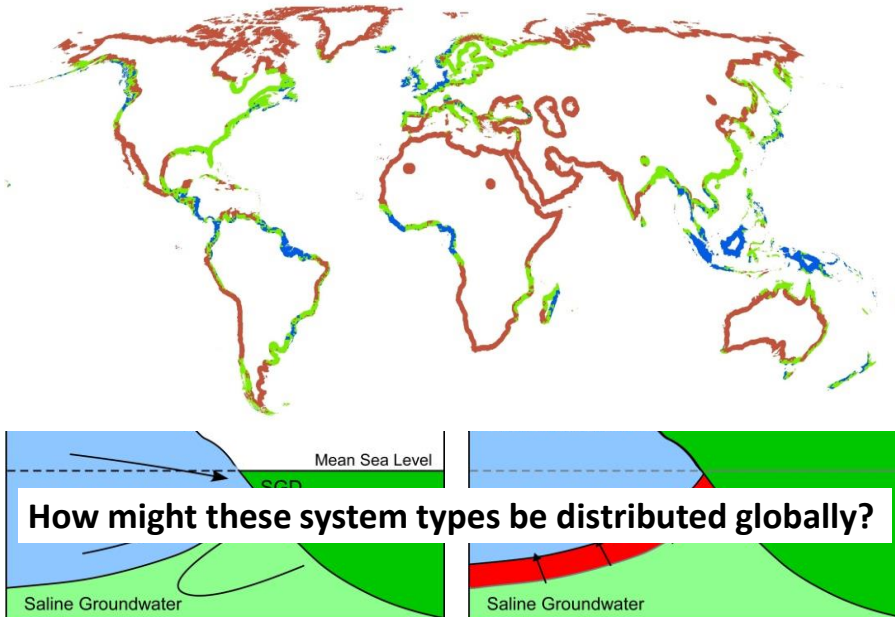 Mean Sea Level
SGD
How might these system types be distributed globally?
Saline Groundwater
Saline Groundwater